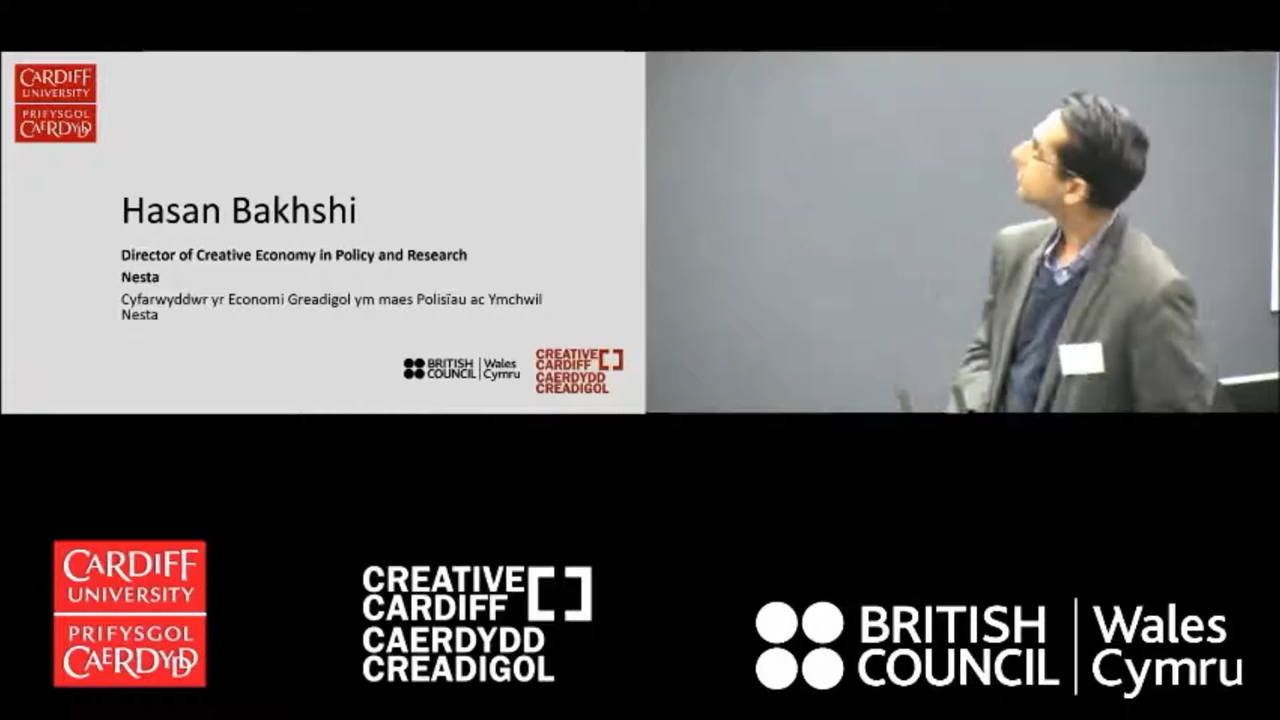 CARDIFF
UNIVERSITY
PRIFYSGOL
CAERDYDD
Hasan Bakhshi
Director of Creative Economy in Policy and Research
Nesta
Cyfarwyddwr yr Economi Greadigol ym maes Polisïau ac Ymchwil
Nesta
BRITISH COUNCIL
Wales
Cymru
CREATIVE
CARDIFF
CAERDYDD
CREADIGOL
CARDIFF
UNIVERSITY
PRIFYSGOL
CAERDYDD
CREATIVE
CARDIFF
CAERDYDD
CREADIGOL
BRITISH
COUNCIL
Wales
Cymru